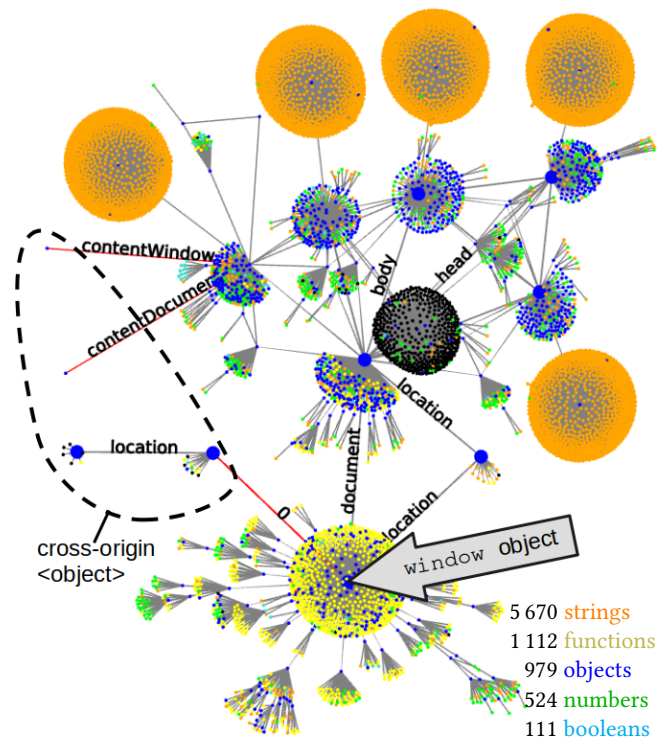 contentWindow
contentDocument
body
head
location
location
document
0
location
cross-origin
<object>
window object
5 670 strings
1 112 functions
979 objects
524 numbers
111 booleans